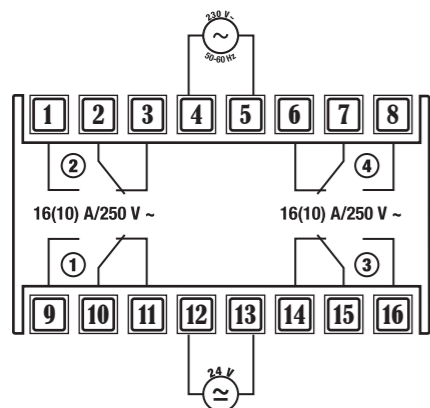 230 V~
50-60 Hz
1 2 3 4 5 6 7 8
2 4
16(10) A/250 V ~ 16(10) A/250 V ~
1 3
9 10 11 12 13 14 15 16
24 V